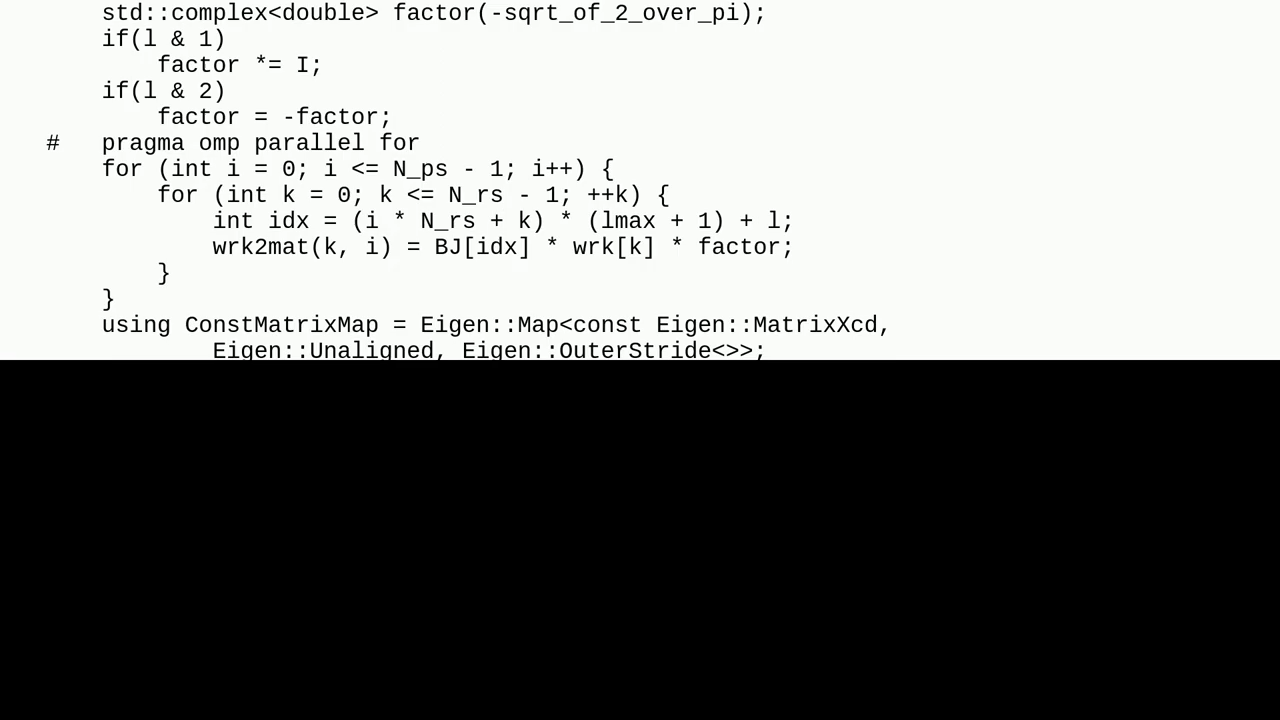 std::complex<double> factor(-sqrt_of_2_over_pi);
if(l & 1)
factor *= I;
if(l & 2)
factor = -factor;
# pragma omp parallel for
for (int i = 0; i <= N_ps - 1; i++) {
for (int k = 0; k <= N_rs - 1; ++k) {
int idx = (i * N_rs + k) * (lmax + 1) + l;
wrk2mat(k, i) = BJ[idx] * wrk[k] * factor;
}
}
using ConstMatrixMap = Eigen::Map<const Eigen::MatrixXcd,
Eigen::Unaligned, Eigen::OuterStride<>>;